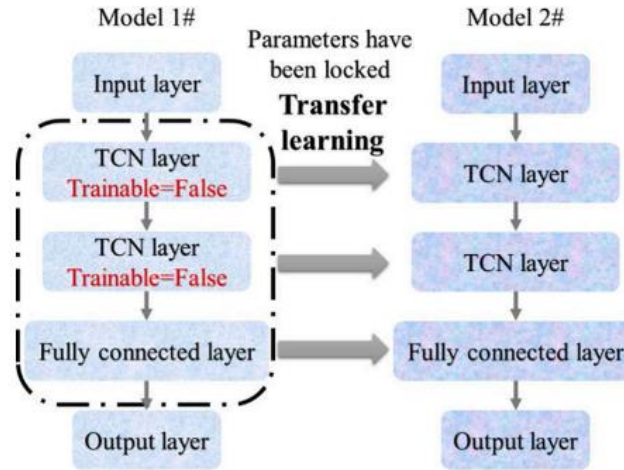 Model 1#
Input layer
TCN layer
Trainable=False
TCN layer
Trainable=False
Fully connected layer
Output layer
Parameters have
been locked
Transfer
learning
Model 2#
Input layer
TCN layer
TCN layer
Fully connected layer
Output layer